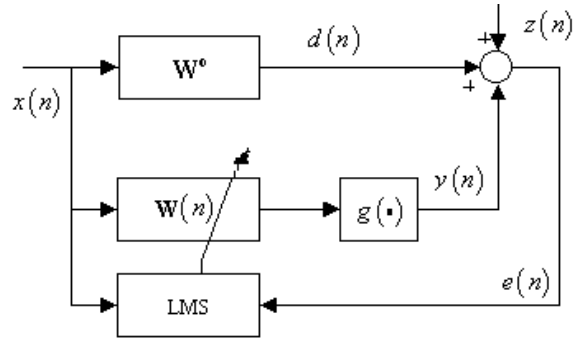 d(n)
z(n)
+
W°
+
x(n)
W(n)
g(·)
y(n)
e(n)
LMS